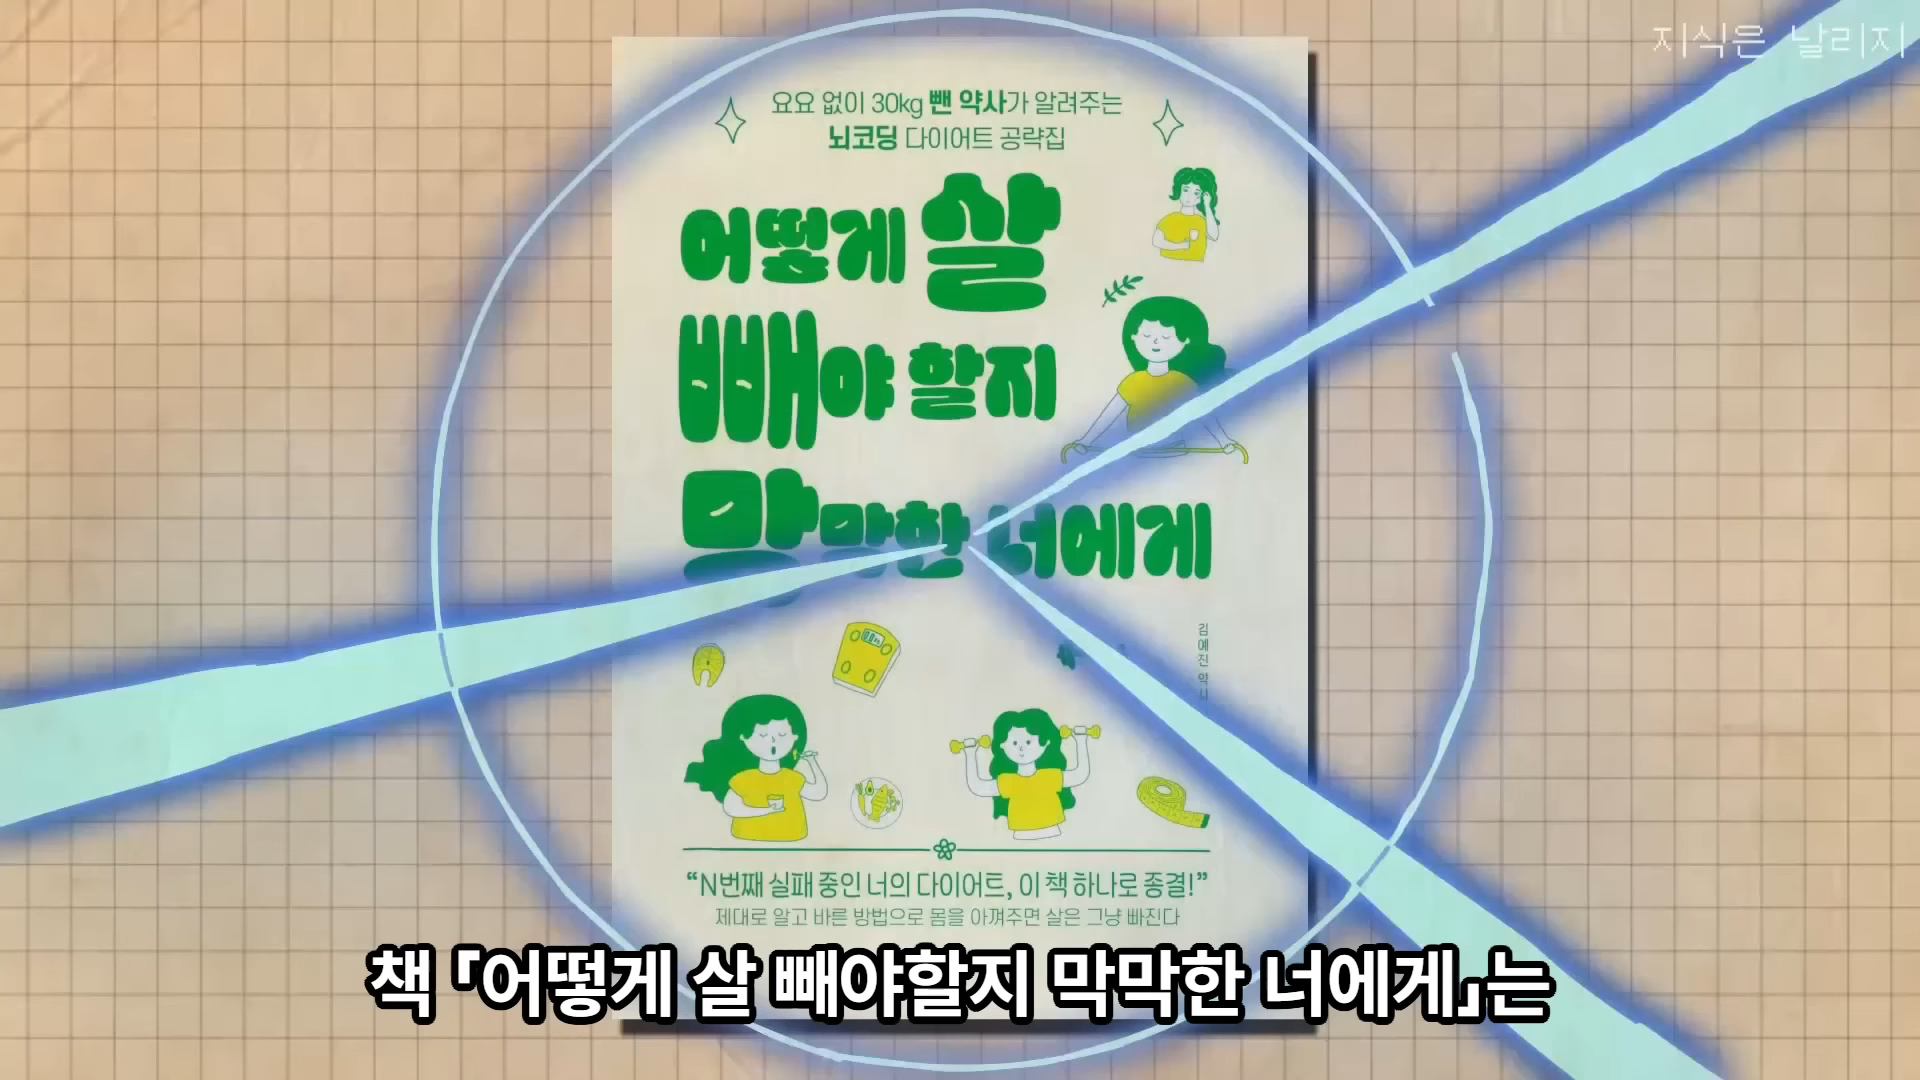 지식은 날리지
요요 없이 30kg 뺀 약사가 알려주는
뇌코딩 다이어트 공략집
어떻게 살
빼야 할지
막막한 너에게
김예진 약사
“N번째 실패 중인 너의 다이어트, 이 책 하나로 종결!”
제대로 알고 바른 방법으로 몸을 아껴주면 살은 그냥 빠진다
책 「어떻게 살 빼야할지 막막한 너에게」는